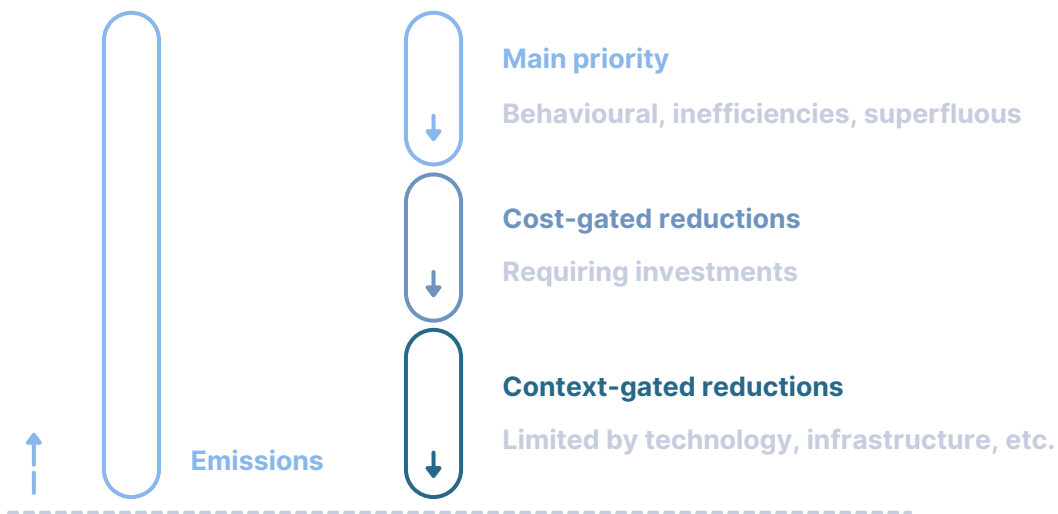 Main priority
Behavioural, inefficiencies, superfluous
Cost-gated reductions
Requiring investments
Context-gated reductions
Limited by technology, infrastructure, etc.
Emissions